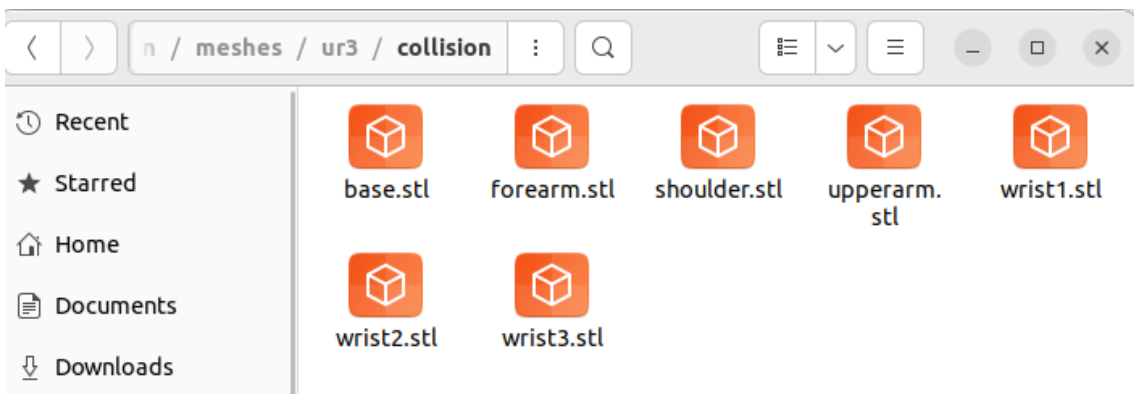 n / meshes / ur3 / collision
Recent
Starred
Home
Documents
Downloads
base.stl forearm.stl shoulder.stl upperarm. wrist1.stl
stl
wrist2.stl wrist3.stl